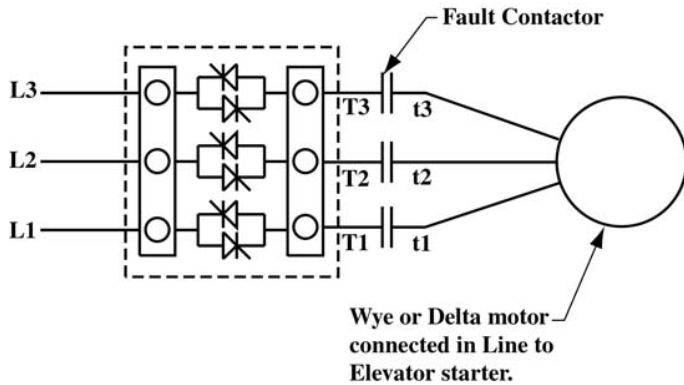 Fault Contactor
L3
T3
t3
L2
T2
t2
L1
T1
t1
Wye or Delta motor
connected in Line to
Elevator starter.